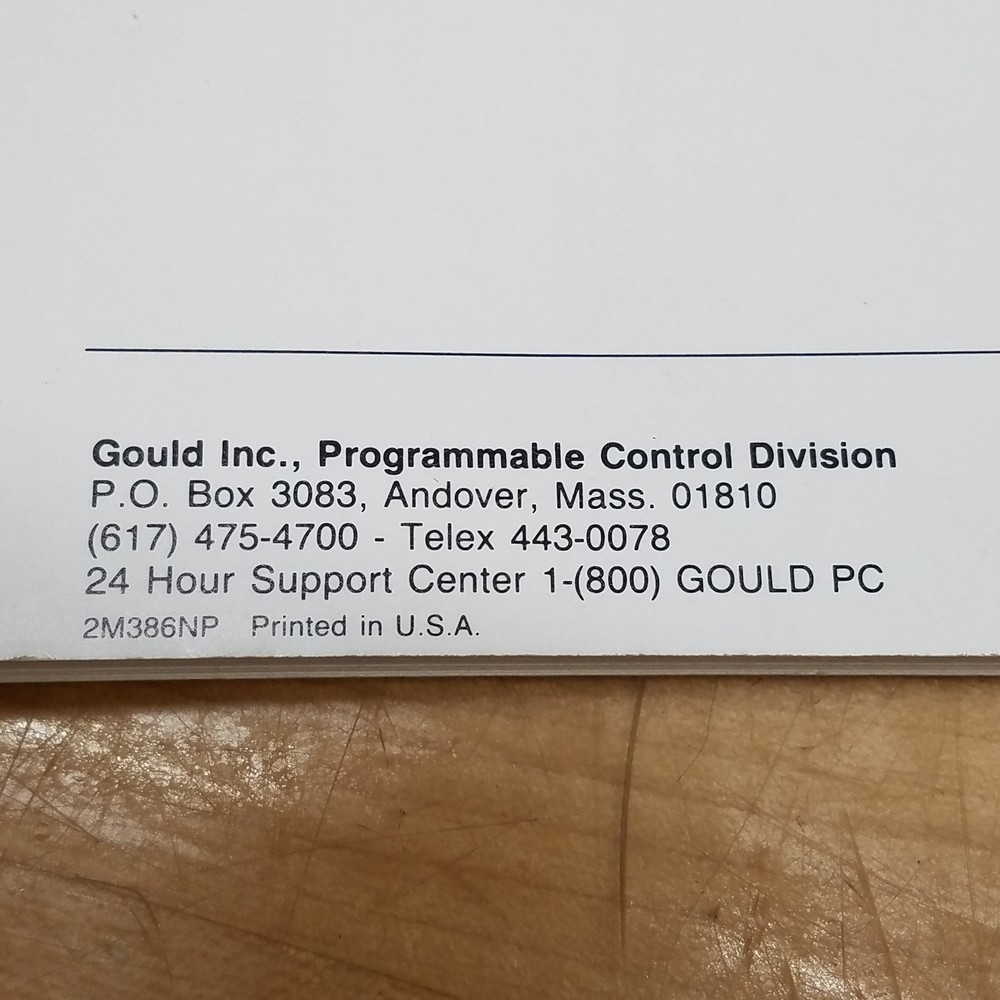 Gould Inc., Programmable Control Division
P.O. Box 3083, Andover, Mass. 01810
(617) 475-4700 - Telex 443-0078
24 Hour Support Center 1-(800) GOULD PC
2M386NP Printed in U.S.A.